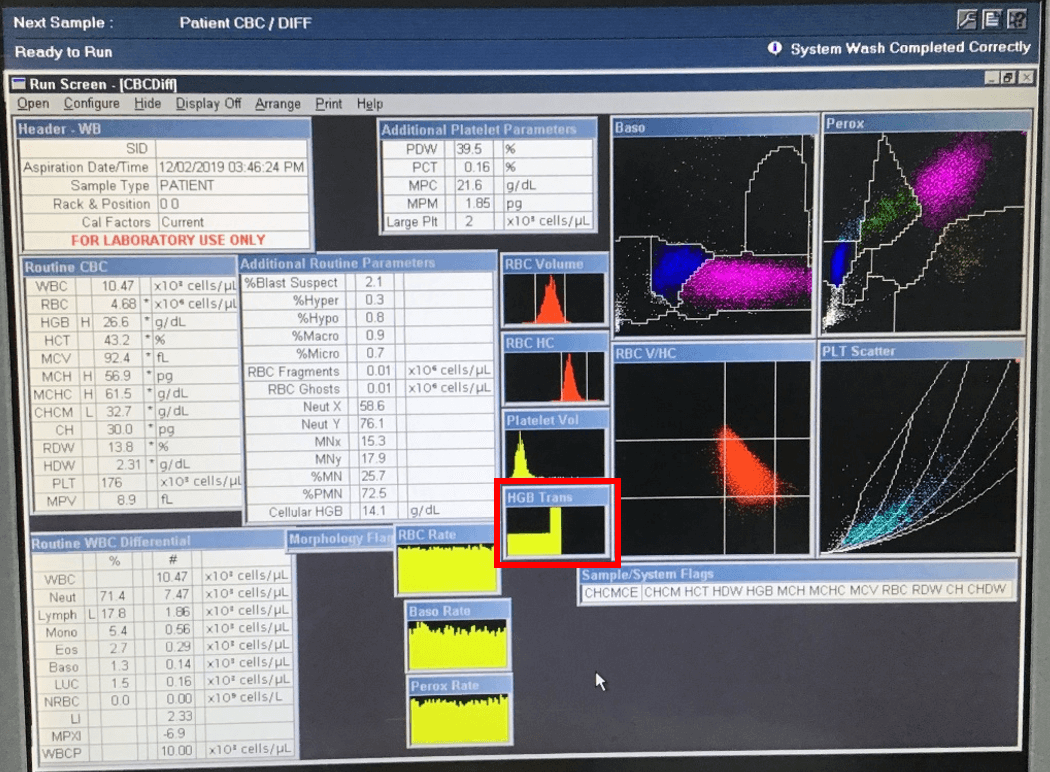 Next Sample : Patient CBC / DIFF
Ready to Run
System Wash Completed Correctly
Run Screen - [CBCDiff]
Open Configure Hide Display Off Arrange Print Help
Header - WB
SID
Aspiration Date/Time 12/02/2019 03:46:24 PM
Sample Type PATIENT
Rack & Position 0 0
Cal Factors Current
FOR LABORATORY USE ONLY
Additional Platelet Parameters
PDW 39.5 %
PCT 0.16 %
MPC 21.6 g/dL
MPM 1.85 pg
Large Plt 2 x10³ cells/µL
Baso
Perox
Routine CBC
WBC 10.47 x10³ cells/µL
RBC 4.68 * x10⁶ cells/µL
HGB H 26.6 * g/dL
HCT 43.2 * %
MCV 92.4 * fL
MCH H 56.9 * pg
MCHC H 61.5 * g/dL
CHCM L 32.7 * g/dL
CH 30.0 * pg
RDW 13.8 * %
HDW 2.31 * g/dL
PLT 176 x10³ cells/µL
MPV 8.9 fL
Additional Routine Parameters
%Blast Suspect 2.1
%Hyper 0.3
%Hypo 0.8
%Macro 0.9
%Micro 0.7
RBC Fragments 0.01 x10⁶ cells/µL
RBC Ghosts 0.01 x10⁶ cells/µL
Neut X 58.6
Neut Y 76.1
MNx 15.3
MNy 17.9
%MN 25.7
%PMN 72.5
Cellular HGB 14.1 g/dL
RBC Volume
RBC HC
Platelet Vol
HGB Trans
RBC V/HC
PLT Scatter
Routine WBC Differential
% #
WBC 10.47 x10³ cells/µL
Neut 71.4 7.47 x10³ cells/µL
Lymph L 17.8 1.86 x10³ cells/µL
Mono 5.4 0.56 x10³ cells/µL
Eos 2.7 0.29 x10³ cells/µL
Baso 1.3 0.14 x10³ cells/µL
LUC 1.5 0.16 x10³ cells/µL
NRBC 0.0 0.00 x10⁹ cells/L
LI 2.33
MPXI -6.9
WBCP 10.00 x10³ cells/µL
Morphology Flag
RBC Rate
Baso Rate
Perox Rate
Sample/System Flags
CHCMCE CHCM HCT HDW HGB MCH MCHC MCV RBC RDW CH CHDW